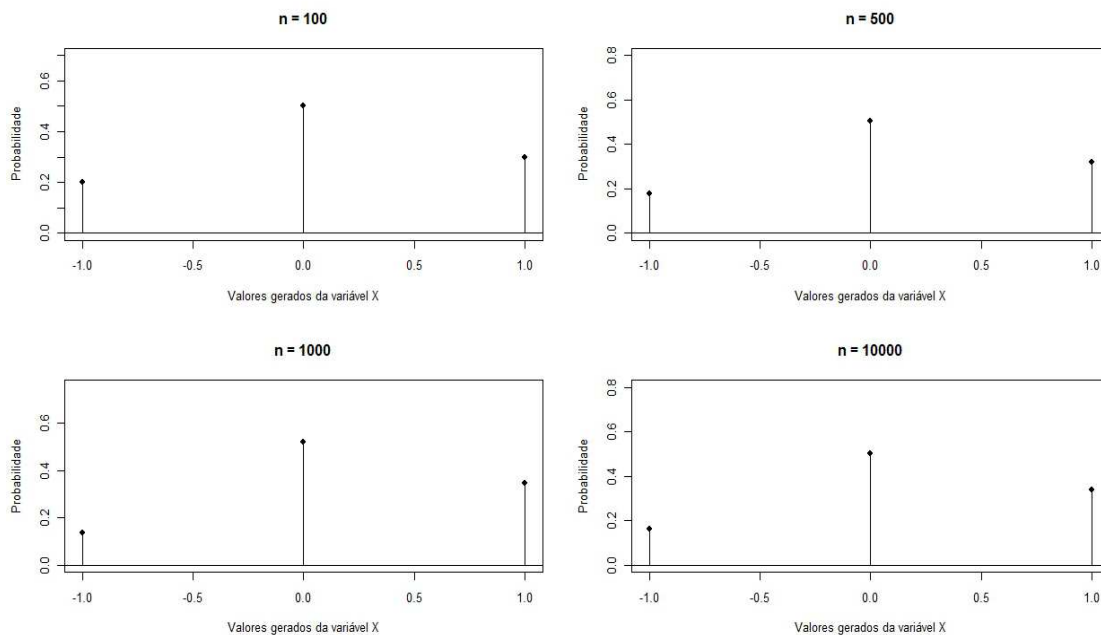 n = 100
Probabilidade
0.0 0.2 0.4 0.6
-1.0 -0.5 0.0 0.5 1.0
Valores gerados da variável X
n = 500
Probabilidade
0.0 0.2 0.4 0.6 0.8
-1.0 -0.5 0.0 0.5 1.0
Valores gerados da variável X
n = 1000
Probabilidade
0.0 0.2 0.4 0.6
-1.0 -0.5 0.0 0.5 1.0
Valores gerados da variável X
n = 10000
Probabilidade
0.0 0.2 0.4 0.6 0.8
-1.0 -0.5 0.0 0.5 1.0
Valores gerados da variável X